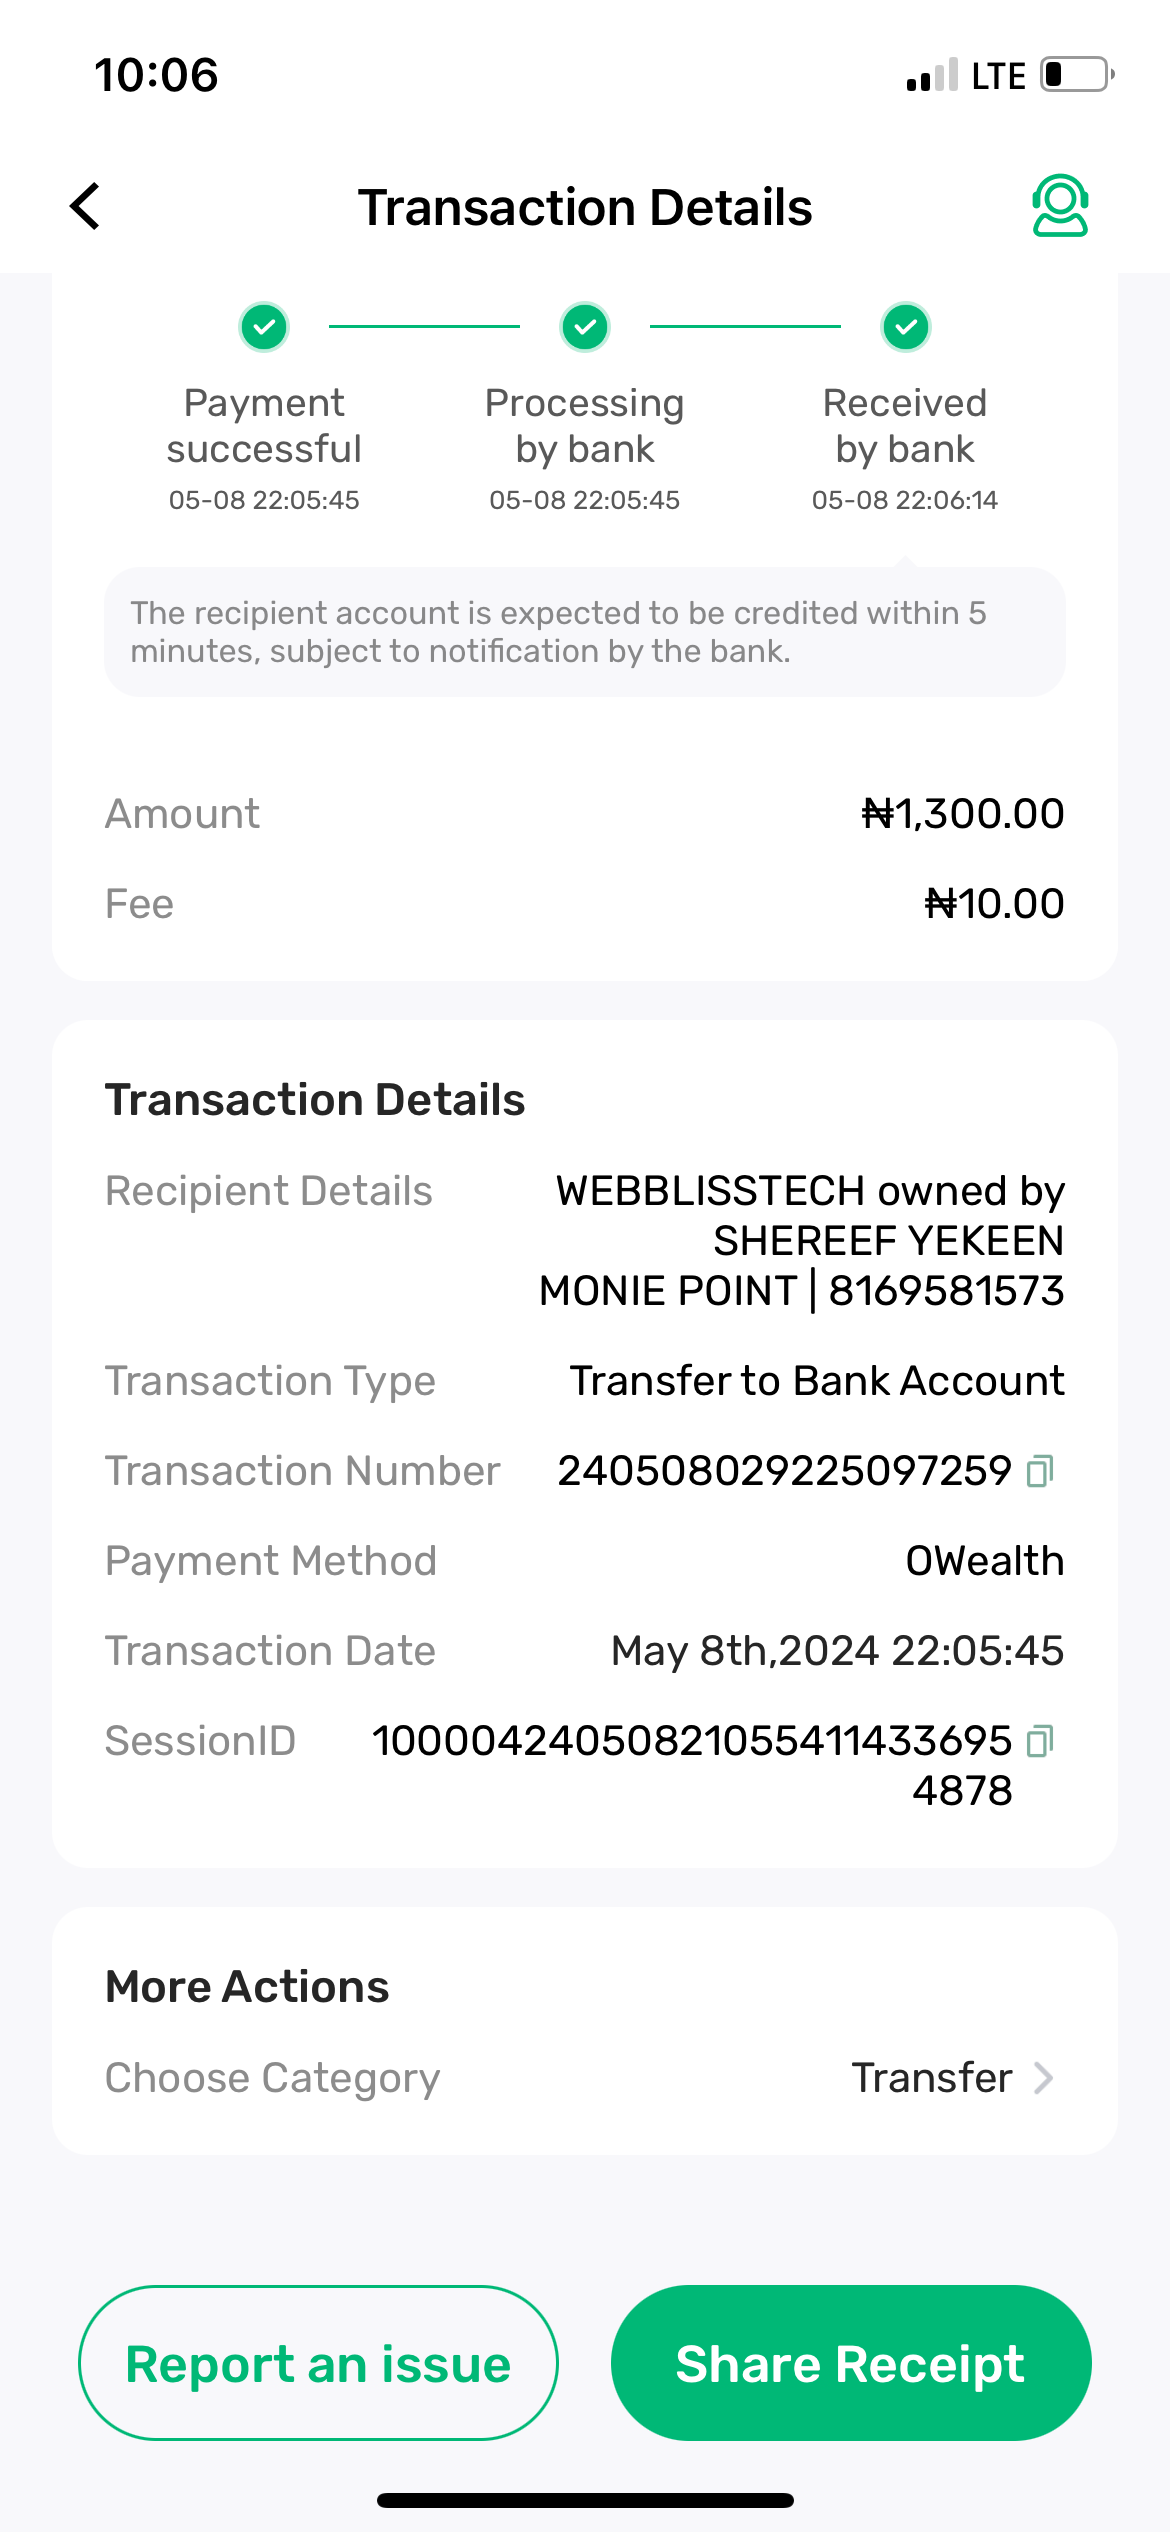 10:06
LTE
Transaction Details
Payment successful
Processing by bank
Received by bank
05-08 22:05:45
05-08 22:05:45
05-08 22:06:14
The recipient account is expected to be credited within 5
minutes, subject to notification by the bank.
Amount
₦1,300.00
Fee
₦10.00
Transaction Details
Recipient Details
WEBBLISSTECH owned by
SHEREEF YEKEEN
MONIE POINT | 8169581573
Transaction Type
Transfer to Bank Account
Transaction Number
240508029225097259
Payment Method
OWealth
Transaction Date
May 8th,2024 22:05:45
SessionID
10000424050821055411433695
4878
More Actions
Choose Category
Transfer
Report an issue
Share Receipt